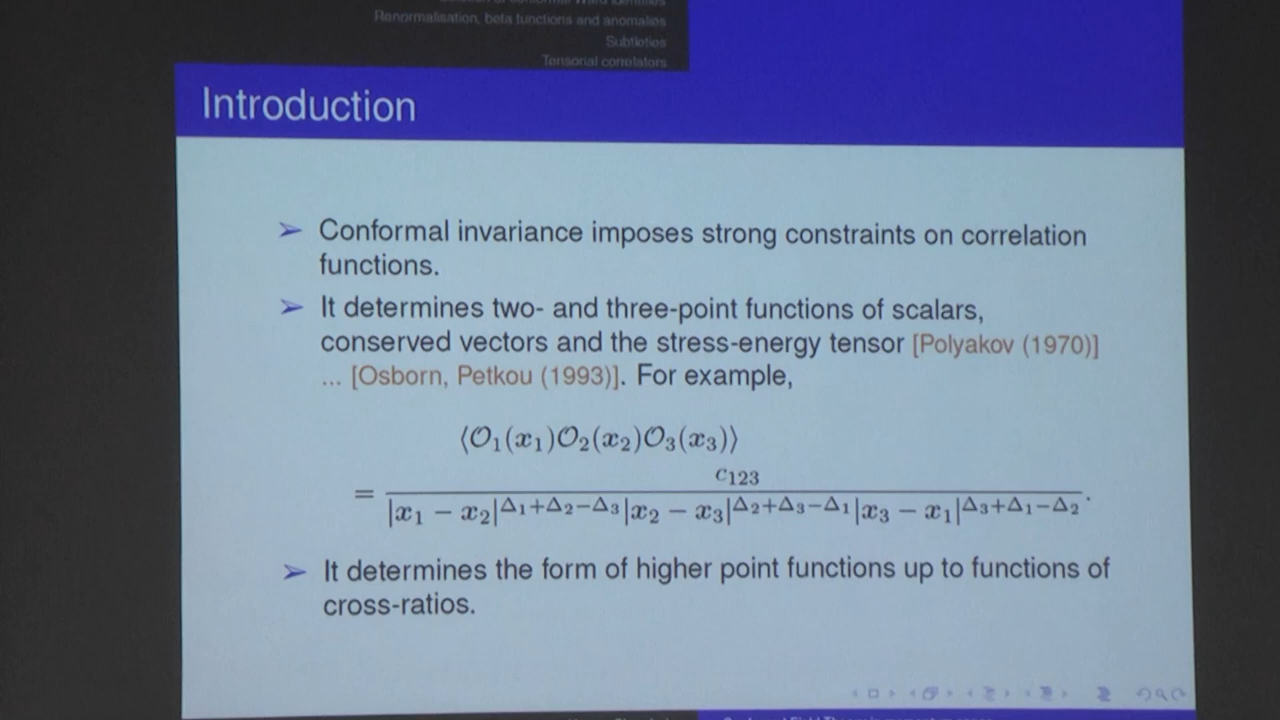 Renormalisation, beta functions and anomalies
Subtleties
Tensorial correlators
Introduction
➢ Conformal invariance imposes strong constraints on correlation
functions.
➢ It determines two- and three-point functions of scalars,
conserved vectors and the stress-energy tensor [Polyakov (1970)]
... [Osborn, Petkou (1993)]. For example,
⟨𝒪₁(x₁)𝒪₂(x₂)𝒪₃(x₃)⟩
c₁₂₃
= |x₁ − x₂|^{Δ₁+Δ₂−Δ₃}|x₂ − x₃|^{Δ₂+Δ₃−Δ₁}|x₃ − x₁|^{Δ₃+Δ₁−Δ₂}.
➢ It determines the form of higher point functions up to functions of
cross-ratios.